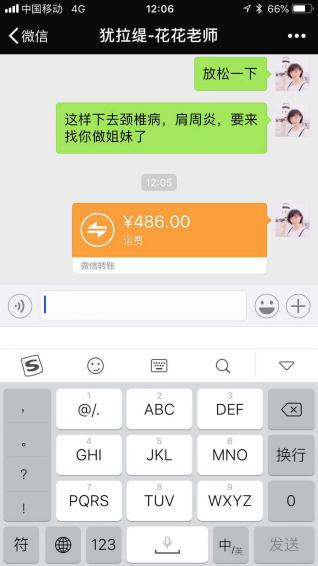 中国移动 4G 12:06 66%
微信 犹拉缇-花花老师
放松一下
这样下去颈椎病，肩周炎，要来
找你做姐妹了
12:05
¥486.00
运费
微信转账
S
， 1 @/. 2 ABC 3 DEF
。 4 GHI 5 JKL 6 MNO 换行
？ 7 PQRS 8 TUV 9 WXYZ 0
！
符 123 中/英 发送